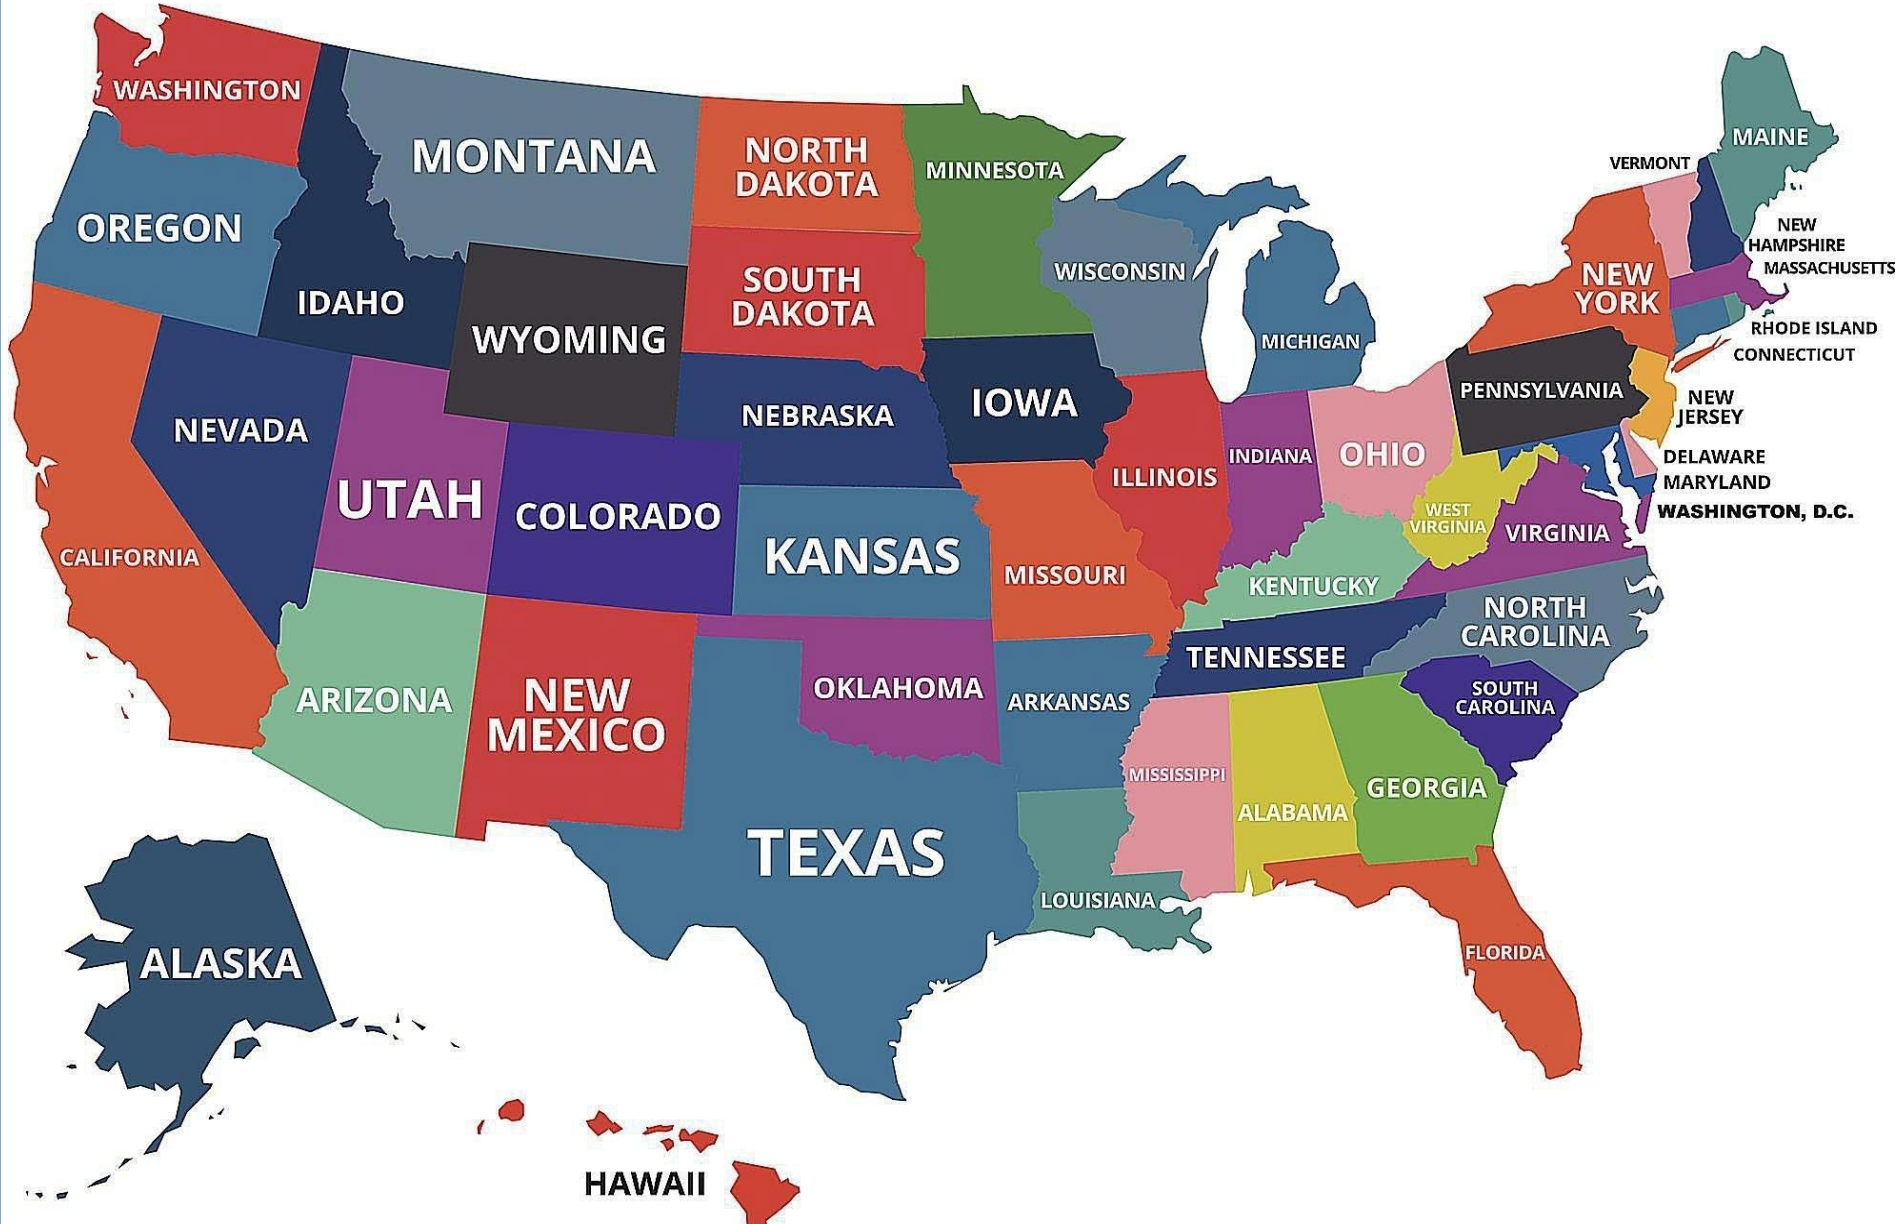 WASHINGTON
MONTANA
NORTH
DAKOTA
MINNESOTA
MAINE
VERMONT
OREGON
IDAHO
WYOMING
SOUTH
DAKOTA
WISCONSIN
MICHIGAN
NEW
YORK
NEW
HAMPSHIRE
MASSACHUSETTS
RHODE ISLAND
CONNECTICUT
NEVADA
UTAH
COLORADO
NEBRASKA
IOWA
ILLINOIS
INDIANA
OHIO
PENNSYLVANIA
NEW
JERSEY
DELAWARE
MARYLAND
WASHINGTON, D.C.
WEST
VIRGINIA
VIRGINIA
CALIFORNIA
KANSAS
MISSOURI
KENTUCKY
NORTH
CAROLINA
TENNESSEE
ARIZONA
NEW
MEXICO
OKLAHOMA
ARKANSAS
SOUTH
CAROLINA
MISSISSIPPI
ALABAMA
GEORGIA
TEXAS
LOUISIANA
FLORIDA
ALASKA
HAWAII